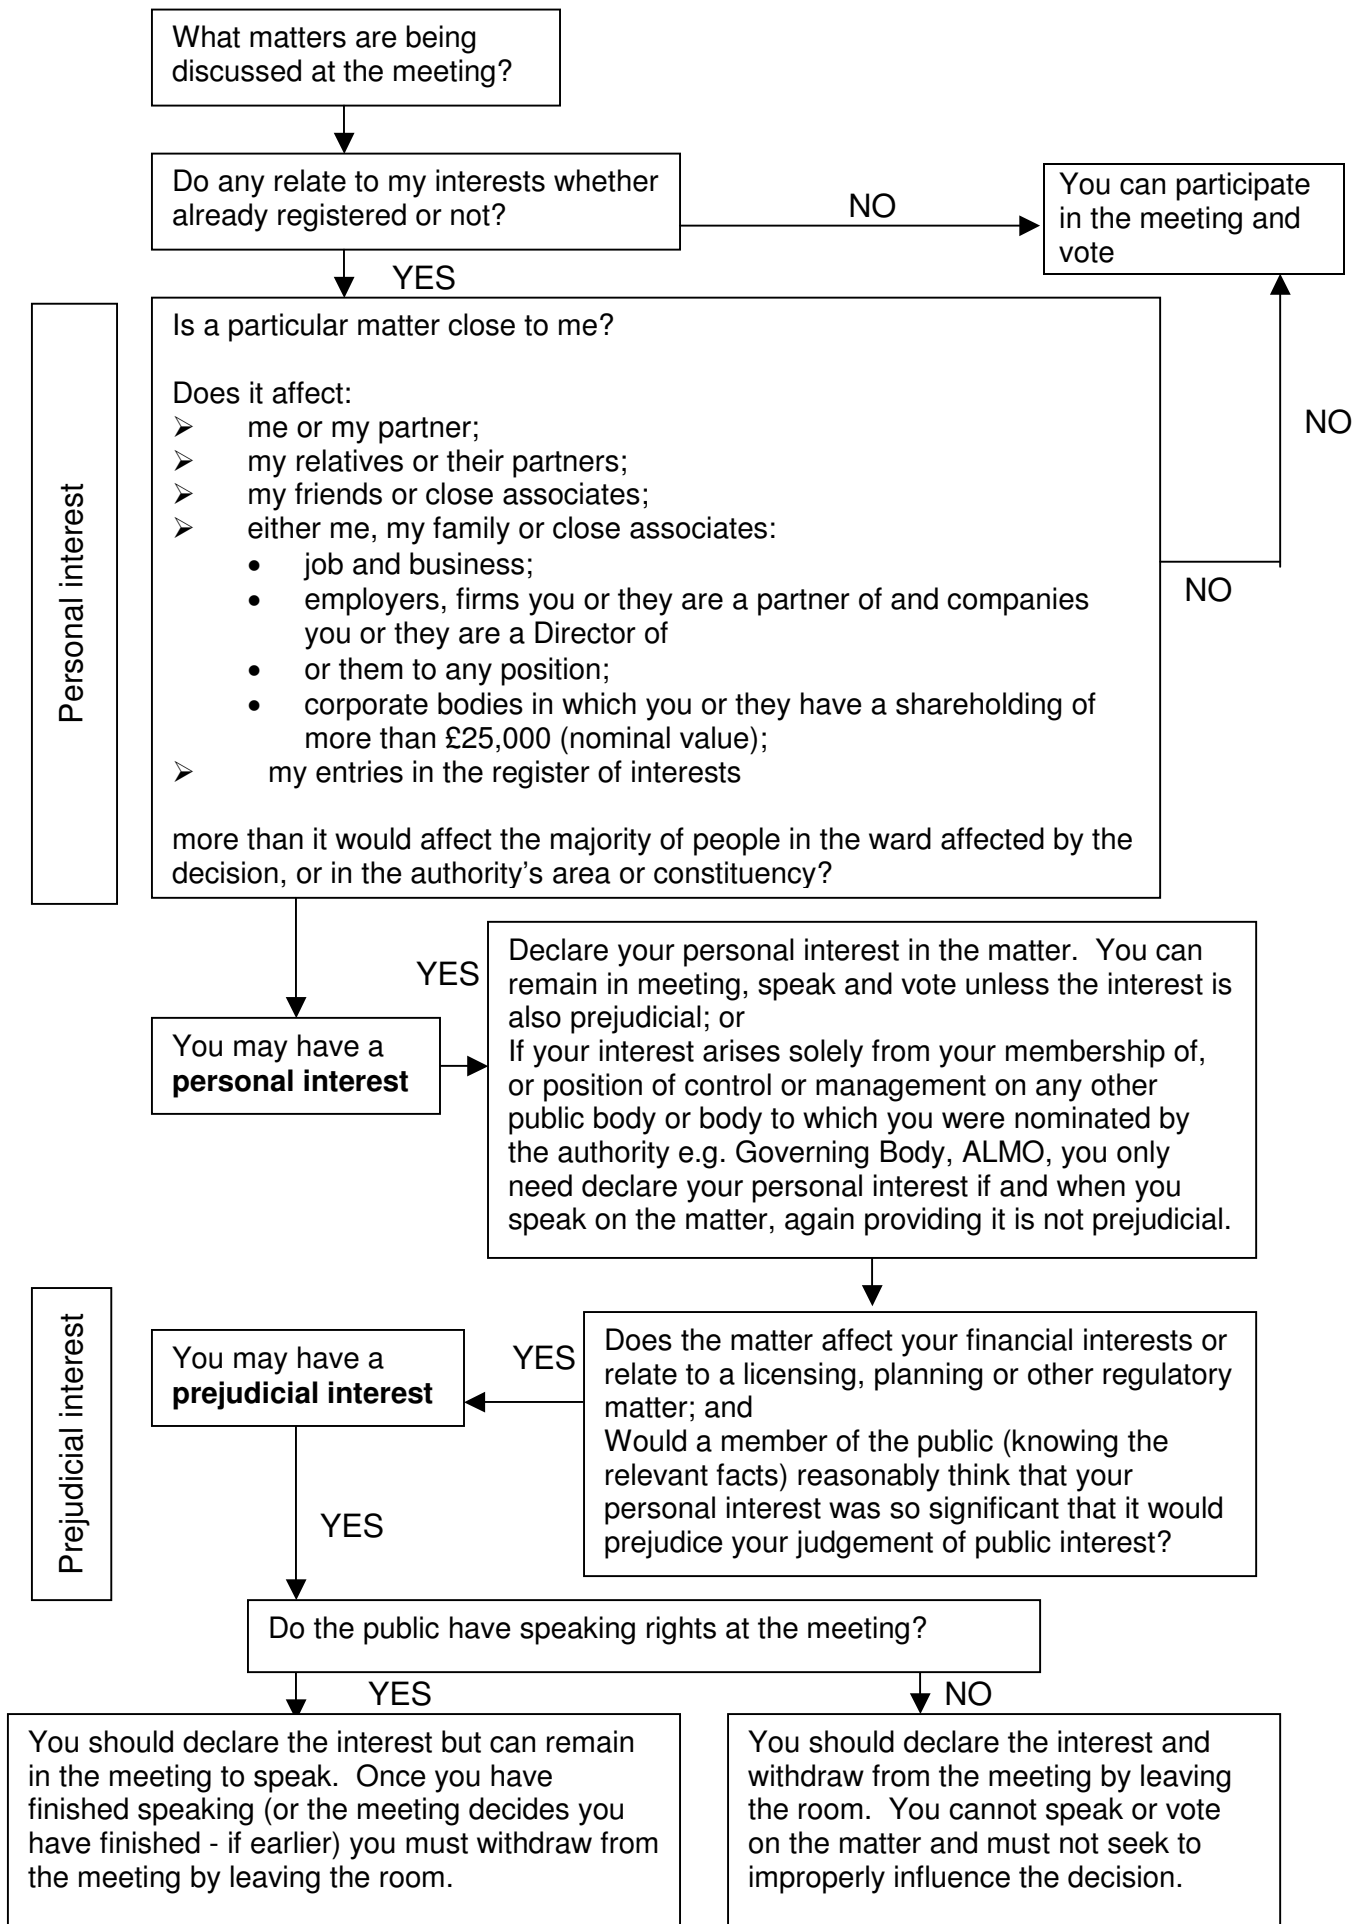 What matters are being
discussed at the meeting?
Do any relate to my interests whether
already registered or not?
NO
You can participate
in the meeting and
vote
YES
Personal interest
Is a particular matter close to me?
Does it affect:
➢ me or my partner;
➢ my relatives or their partners;
➢ my friends or close associates;
➢ either me, my family or close associates:
• job and business;
• employers, firms you or they are a partner of and companies
you or they are a Director of
• or them to any position;
• corporate bodies in which you or they have a shareholding of
more than £25,000 (nominal value);
➢ my entries in the register of interests
more than it would affect the majority of people in the ward affected by the
decision, or in the authority's area or constituency?
NO
NO
YES
You may have a
personal interest
Declare your personal interest in the matter. You can
remain in meeting, speak and vote unless the interest is
also prejudicial; or
If your interest arises solely from your membership of,
or position of control or management on any other
public body or body to which you were nominated by
the authority e.g. Governing Body, ALMO, you only
need declare your personal interest if and when you
speak on the matter, again providing it is not prejudicial.
Prejudicial interest
You may have a
prejudicial interest
YES
Does the matter affect your financial interests or
relate to a licensing, planning or other regulatory
matter; and
Would a member of the public (knowing the
relevant facts) reasonably think that your
personal interest was so significant that it would
prejudice your judgement of public interest?
YES
Do the public have speaking rights at the meeting?
YES
NO
You should declare the interest but can remain
in the meeting to speak. Once you have
finished speaking (or the meeting decides you
have finished - if earlier) you must withdraw from
the meeting by leaving the room.
You should declare the interest and
withdraw from the meeting by leaving
the room. You cannot speak or vote
on the matter and must not seek to
improperly influence the decision.